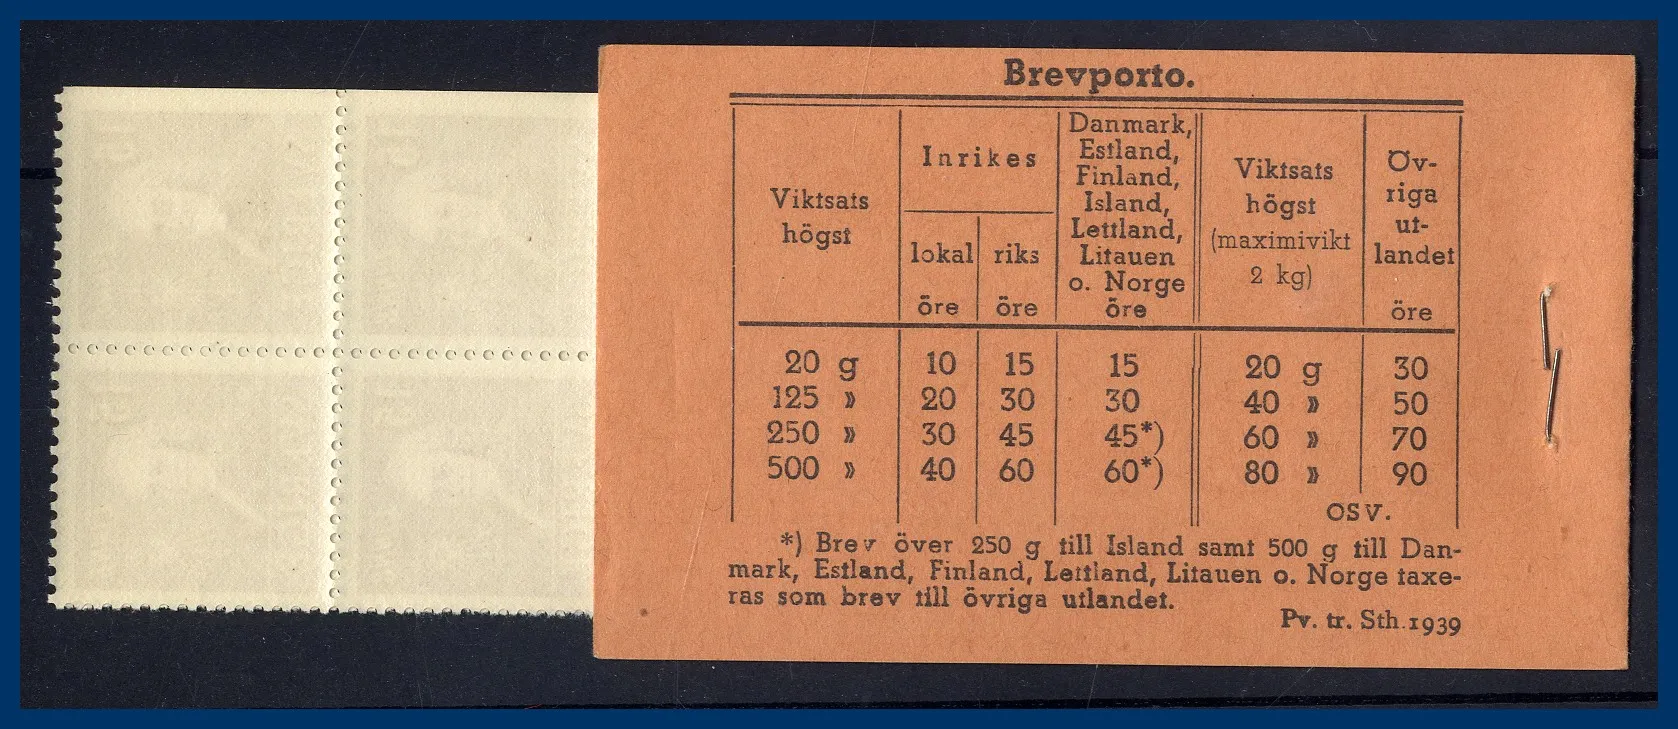 Brevporto.
Viktsats
högst
Inrikes
lokal
öre
riks
öre
Danmark,
Estland,
Finland,
Island,
Lettland,
Litauen
o. Norge
öre
Viktsats
högst
(maximivikt
2 kg)
Öv-
riga
ut-
landet
öre
20 g 10 15 15 20 g 30
125 » 20 30 30 40 » 50
250 » 30 45 45*) 60 » 70
500 » 40 60 60*) 80 » 90
OSV.
*) Brev över 250 g till Island samt 500 g till Dan-
mark, Estland, Finland, Lettland, Litauen o. Norge taxe-
ras som brev till övriga utlandet.
Pv. tr. Sth. 1939